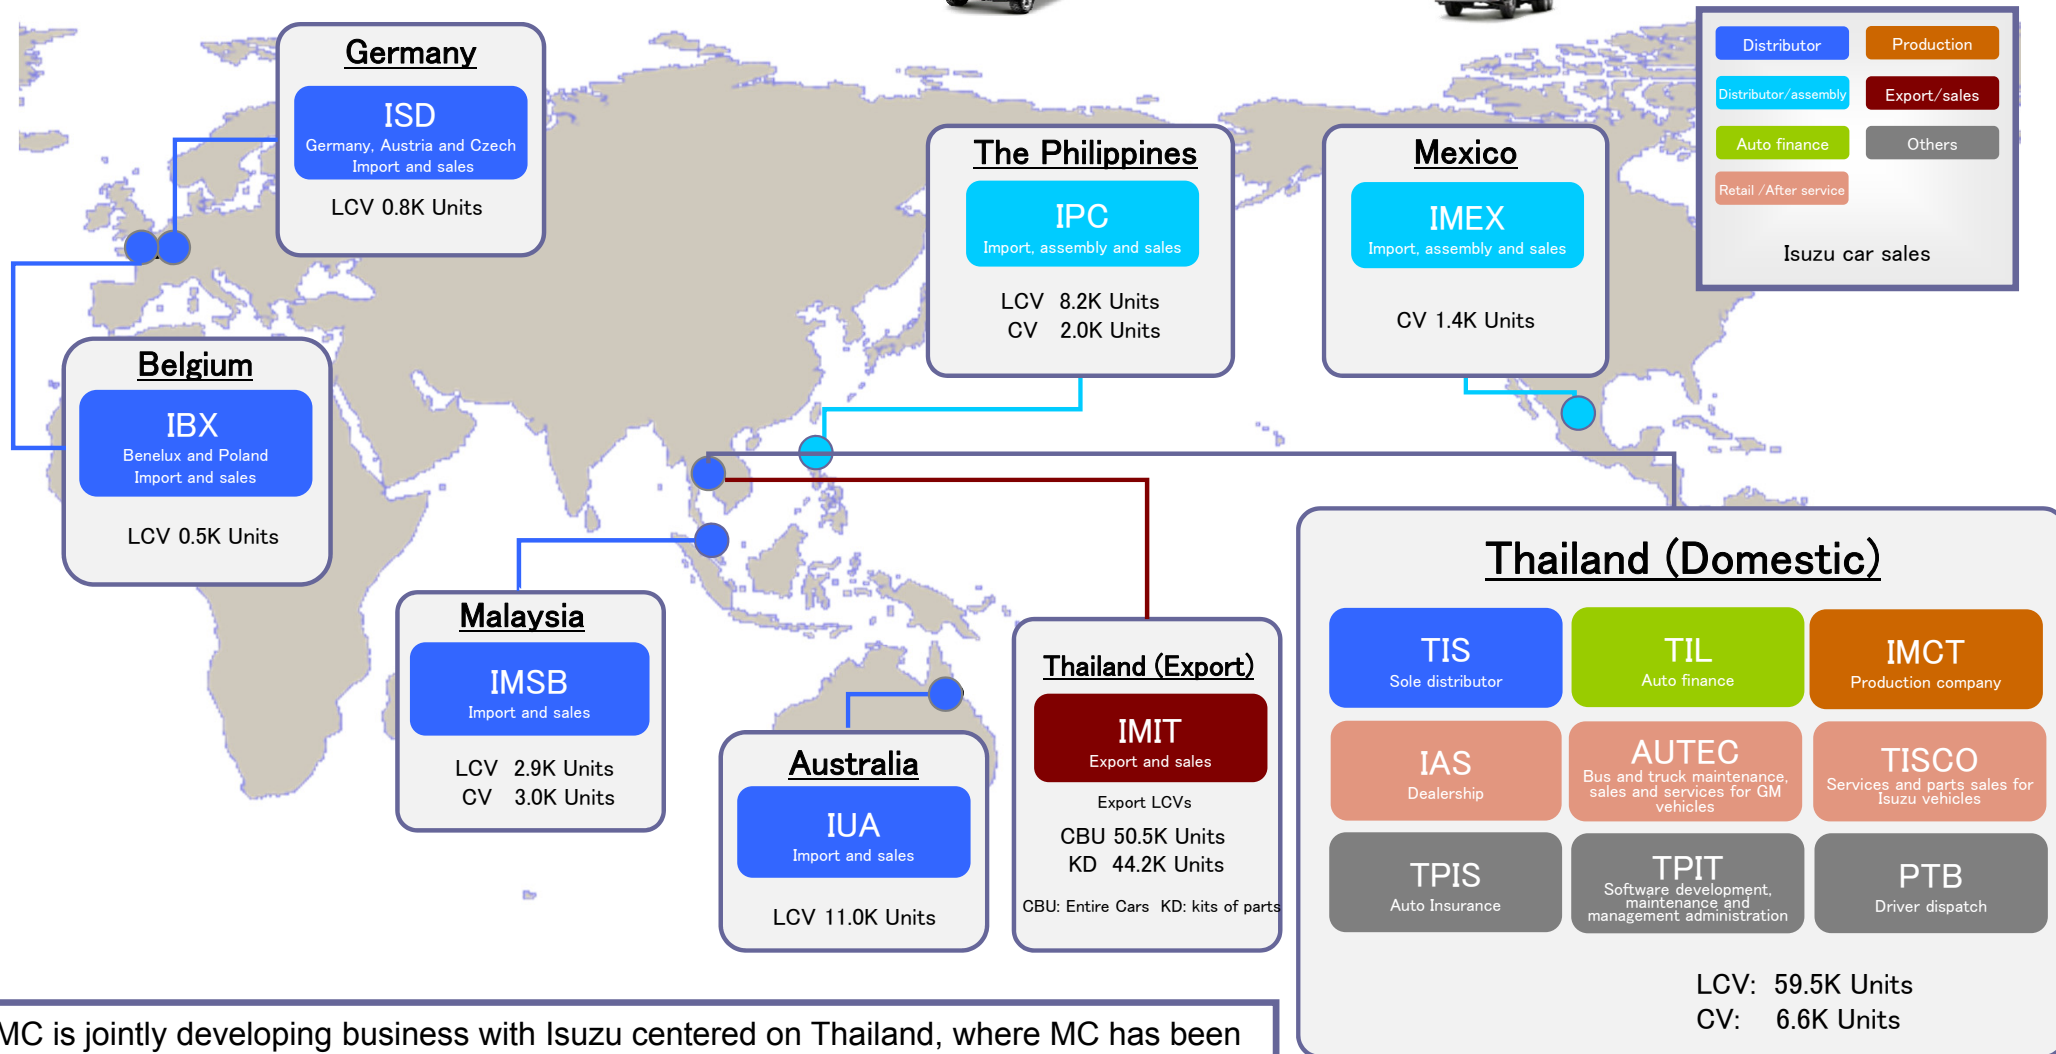 Germany
ISD
Germany, Austria and Czech
Import and sales
LCV 0.8K Units
The Philippines
IPC
Import, assembly and sales
LCV 8.2K Units
CV 2.0K Units
Mexico
IMEX
Import, assembly and sales
CV 1.4K Units
Distributor
Production
Distributor/assembly
Export/sales
Auto finance
Others
Retail /After service
Isuzu car sales
Belgium
IBX
Benelux and Poland
Import and sales
LCV 0.5K Units
Malaysia
IMSB
Import and sales
LCV 2.9K Units
CV 3.0K Units
Australia
IUA
Import and sales
LCV 11.0K Units
Thailand (Export)
IMIT
Export and sales
Export LCVs
CBU 50.5K Units
KD 44.2K Units
CBU: Entire Cars KD: kits of parts
Thailand (Domestic)
TIS
Sole distributor
TIL
Auto finance
IMCT
Production company
IAS
Dealership
AUTEC
Bus and truck maintenance,
sales and services for GM
vehicles
TISCO
Services and parts sales for
Isuzu vehicles
TPIS
Auto Insurance
TPIT
Software development,
maintenance and
management administration
PTB
Driver dispatch
LCV: 59.5K Units
CV: 6.6K Units
MC is jointly developing business with Isuzu centered on Thailand, where MC has been